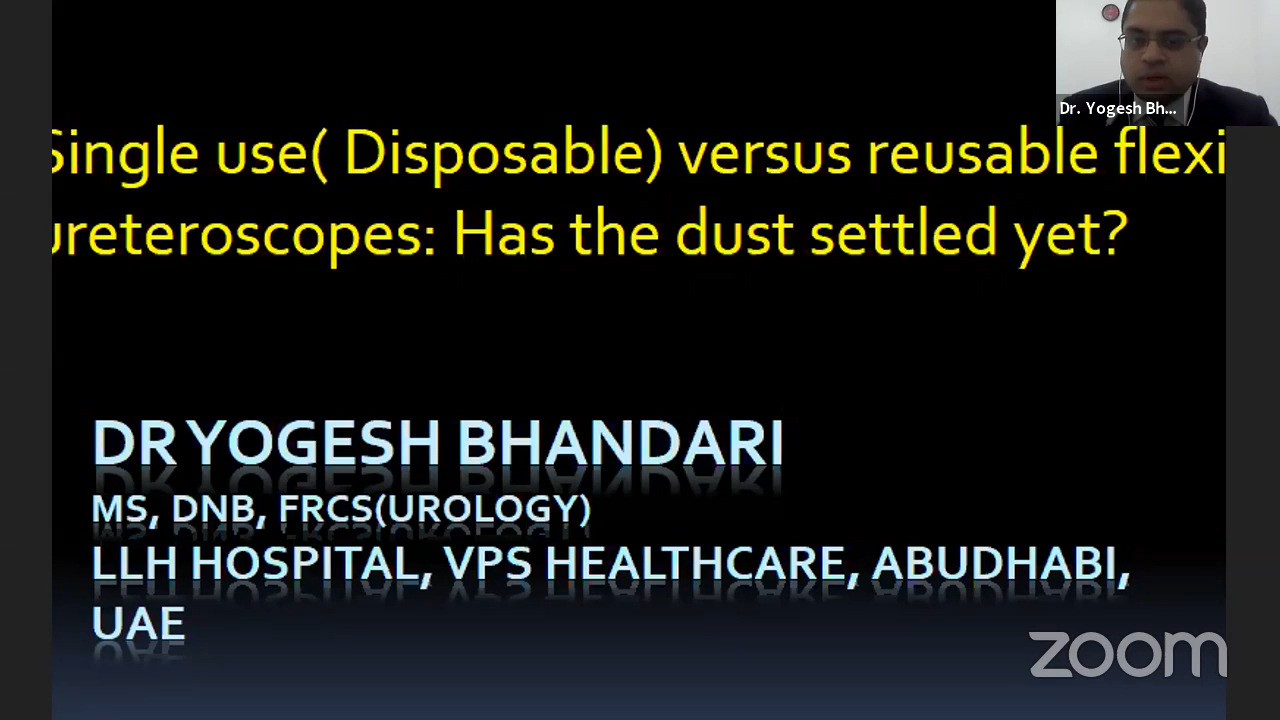 Dr. Yogesh Bh...
Single use( Disposable) versus reusable flexi
ureteroscopes: Has the dust settled yet?
DR YOGESH BHANDARI
MS, DNB, FRCS(UROLOGY)
LLH HOSPITAL, VPS HEALTHCARE, ABUDHABI,
UAE
zoom